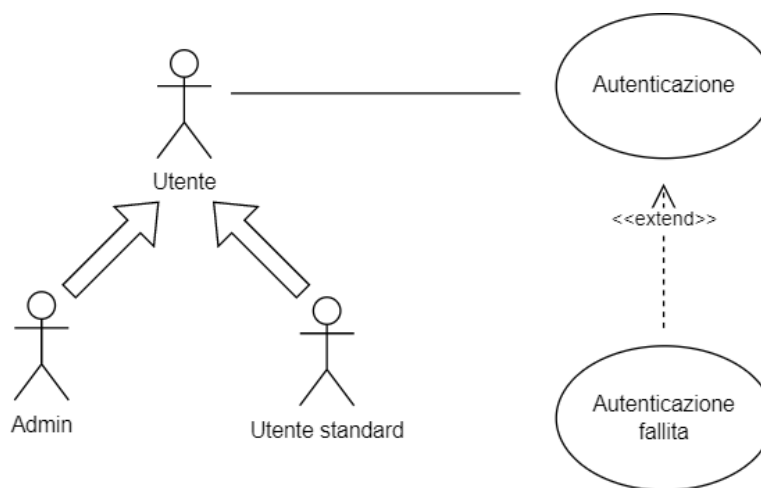 Autenticazione
Utente
<<extend>>
Admin
Utente standard
Autenticazione
fallita